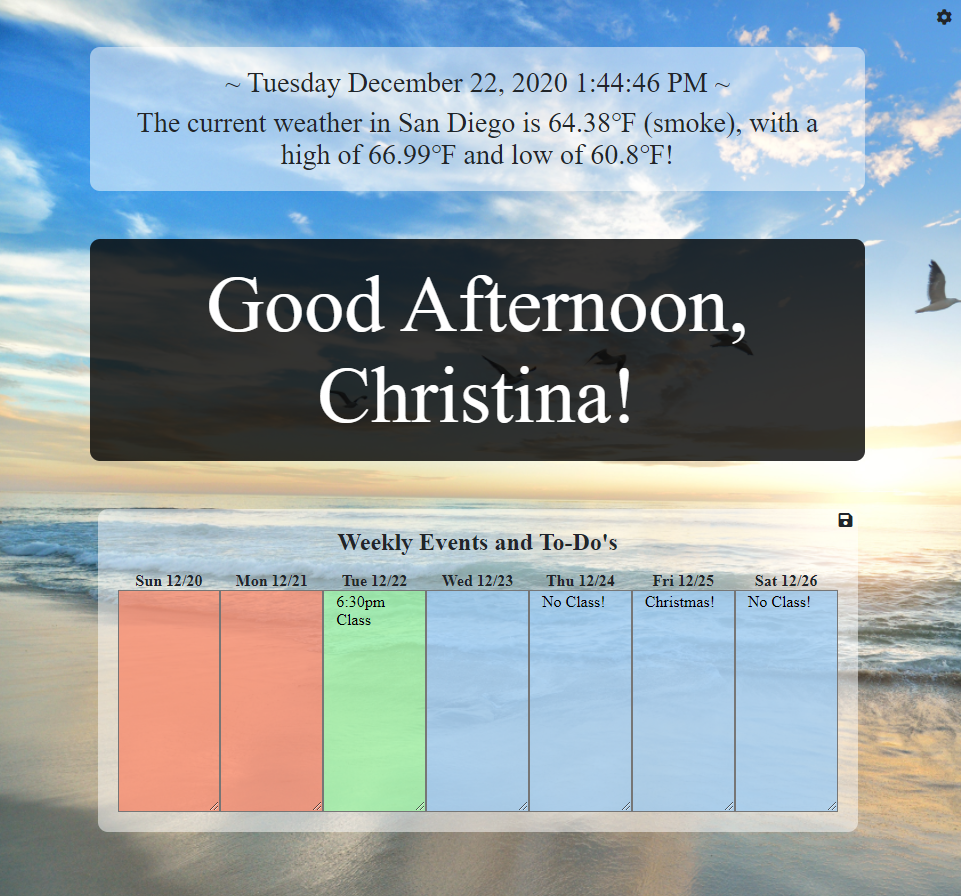 ~ Tuesday December 22, 2020 1:44:46 PM ~
The current weather in San Diego is 64.38°F (smoke), with a
high of 66.99°F and low of 60.8°F!
Good Afternoon,
Christina!
Weekly Events and To-Do's
Sun 12/20 Mon 12/21 Tue 12/22 Wed 12/23 Thu 12/24 Fri 12/25 Sat 12/26
6:30pm No Class! Christmas! No Class!
Class